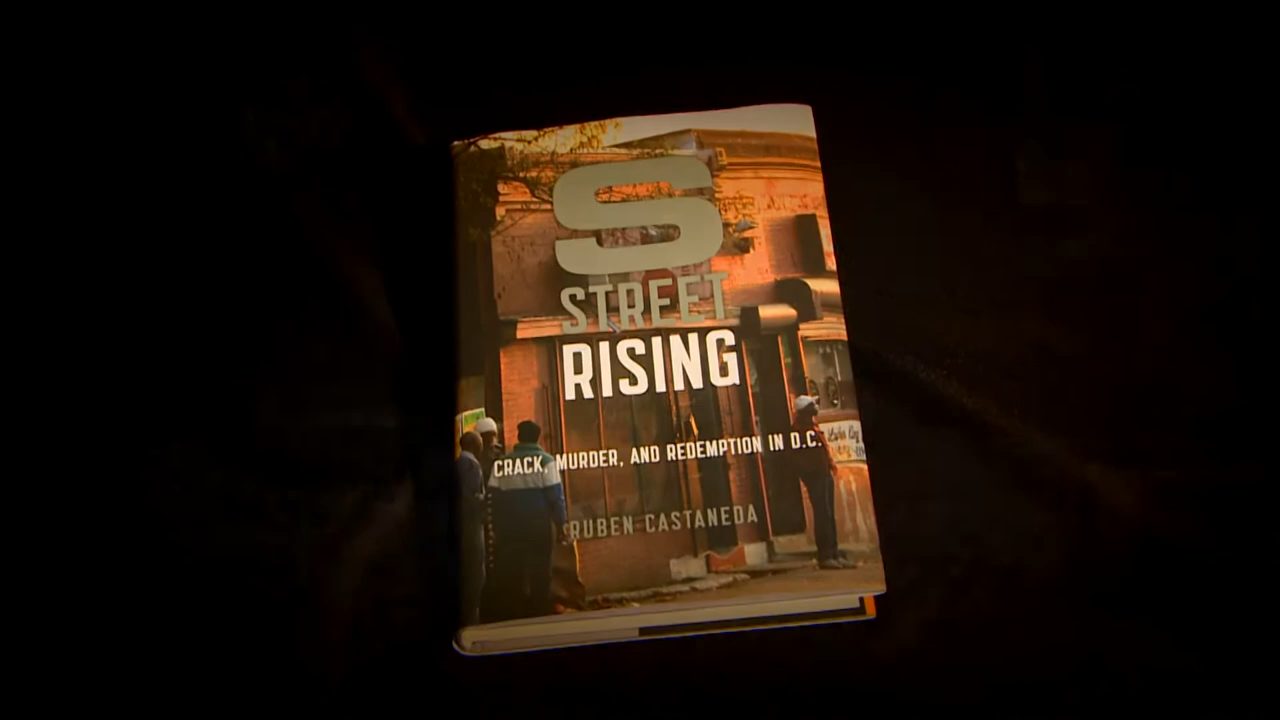 S
STREET
RISING
CRACK, MURDER, AND REDEMPTION IN D.C.
RUBEN CASTANEDA